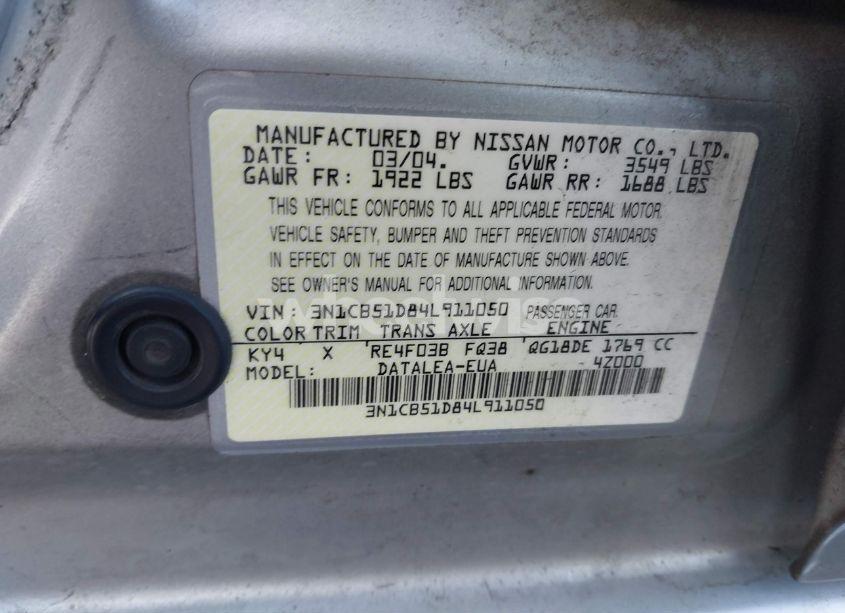 MANUFACTURED BY NISSAN MOTOR CO., LTD.
DATE: 03/04. GVWR: 3549 LBS
GAWR FR: 1922 LBS GAWR RR: 1688 LBS
THIS VEHICLE CONFORMS TO ALL APPLICABLE FEDERAL MOTOR
VEHICLE SAFETY, BUMPER AND THEFT PREVENTION STANDARDS
IN EFFECT ON THE DATE OF MANUFACTURE SHOWN ABOVE.
SEE OWNER'S MANUAL FOR ADDITIONAL INFORMATION.
VIN: 3N1CB51D84L911050 PASSENGER CAR
COLOR TRIM TRANS AXLE ENGINE
KY4 X RE4F03B FQ38 QG18DE 1769 CC
MODEL: DATALEA-EUA - 4Z000
3N1CB51D84L911050